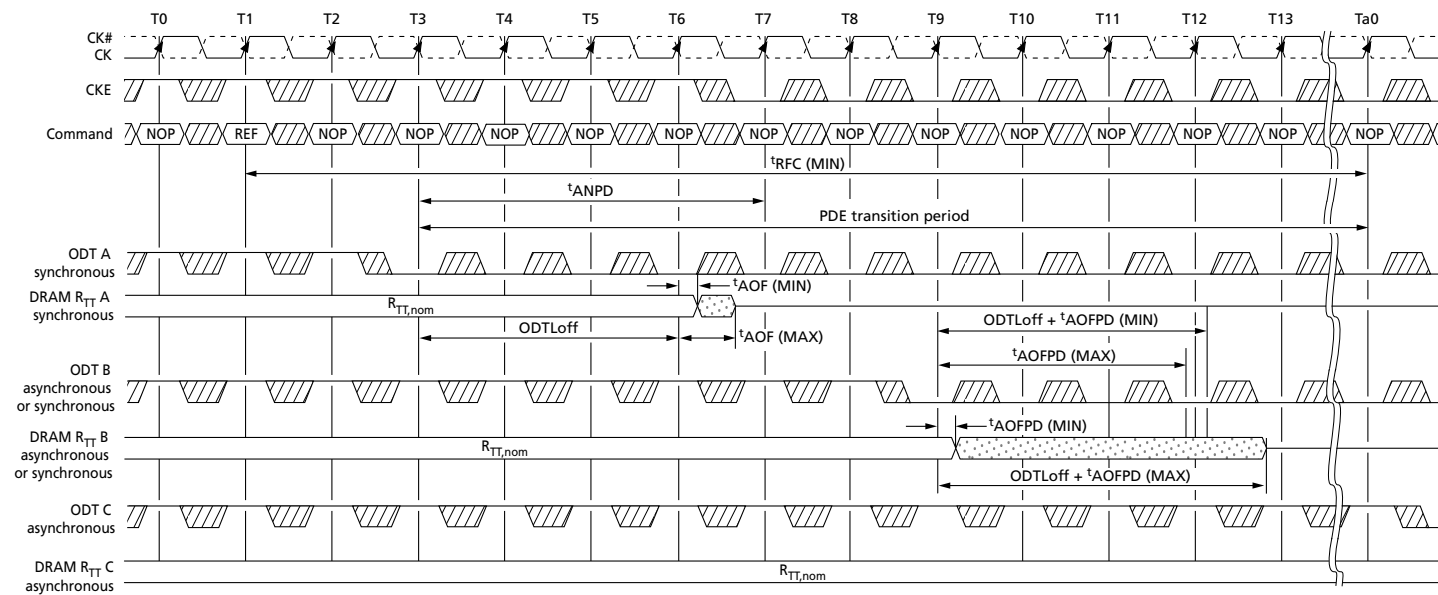 T0 T1 T2 T3 T4 T5 T6 T7 T8 T9 T10 T11 T12 T13 Ta0
CK#
CK
CKE
Command NOP REF NOP NOP NOP NOP NOP NOP NOP NOP NOP NOP NOP NOP NOP
tRFC (MIN)
tANPD
PDE transition period
ODT A
synchronous
tAOF (MIN)
DRAM RTT A
synchronous
RTT,nom
ODTLoff + tAOFPD (MIN)
ODTLoff
tAOF (MAX)
tAOFPD (MAX)
ODT B
asynchronous
or synchronous
tAOFPD (MIN)
DRAM RTT B
asynchronous
or synchronous
RTT,nom
ODTLoff + tAOFPD (MAX)
ODT C
asynchronous
DRAM RTT C
asynchronous
RTT,nom